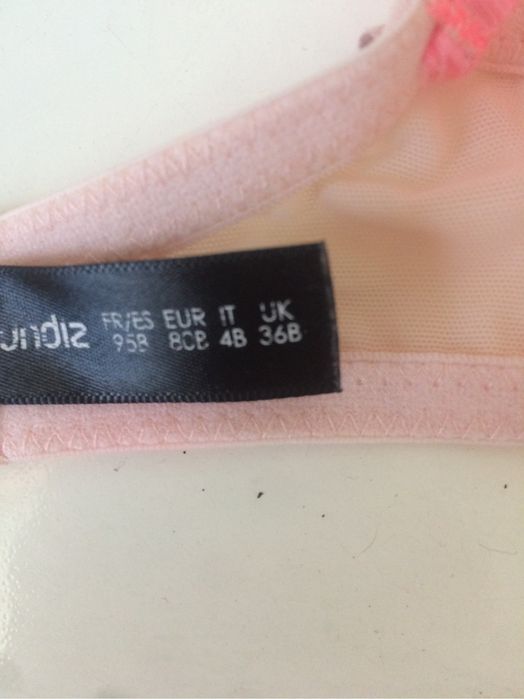 undiz FR/ES EUR IT UK
95B 80B 4B 36B